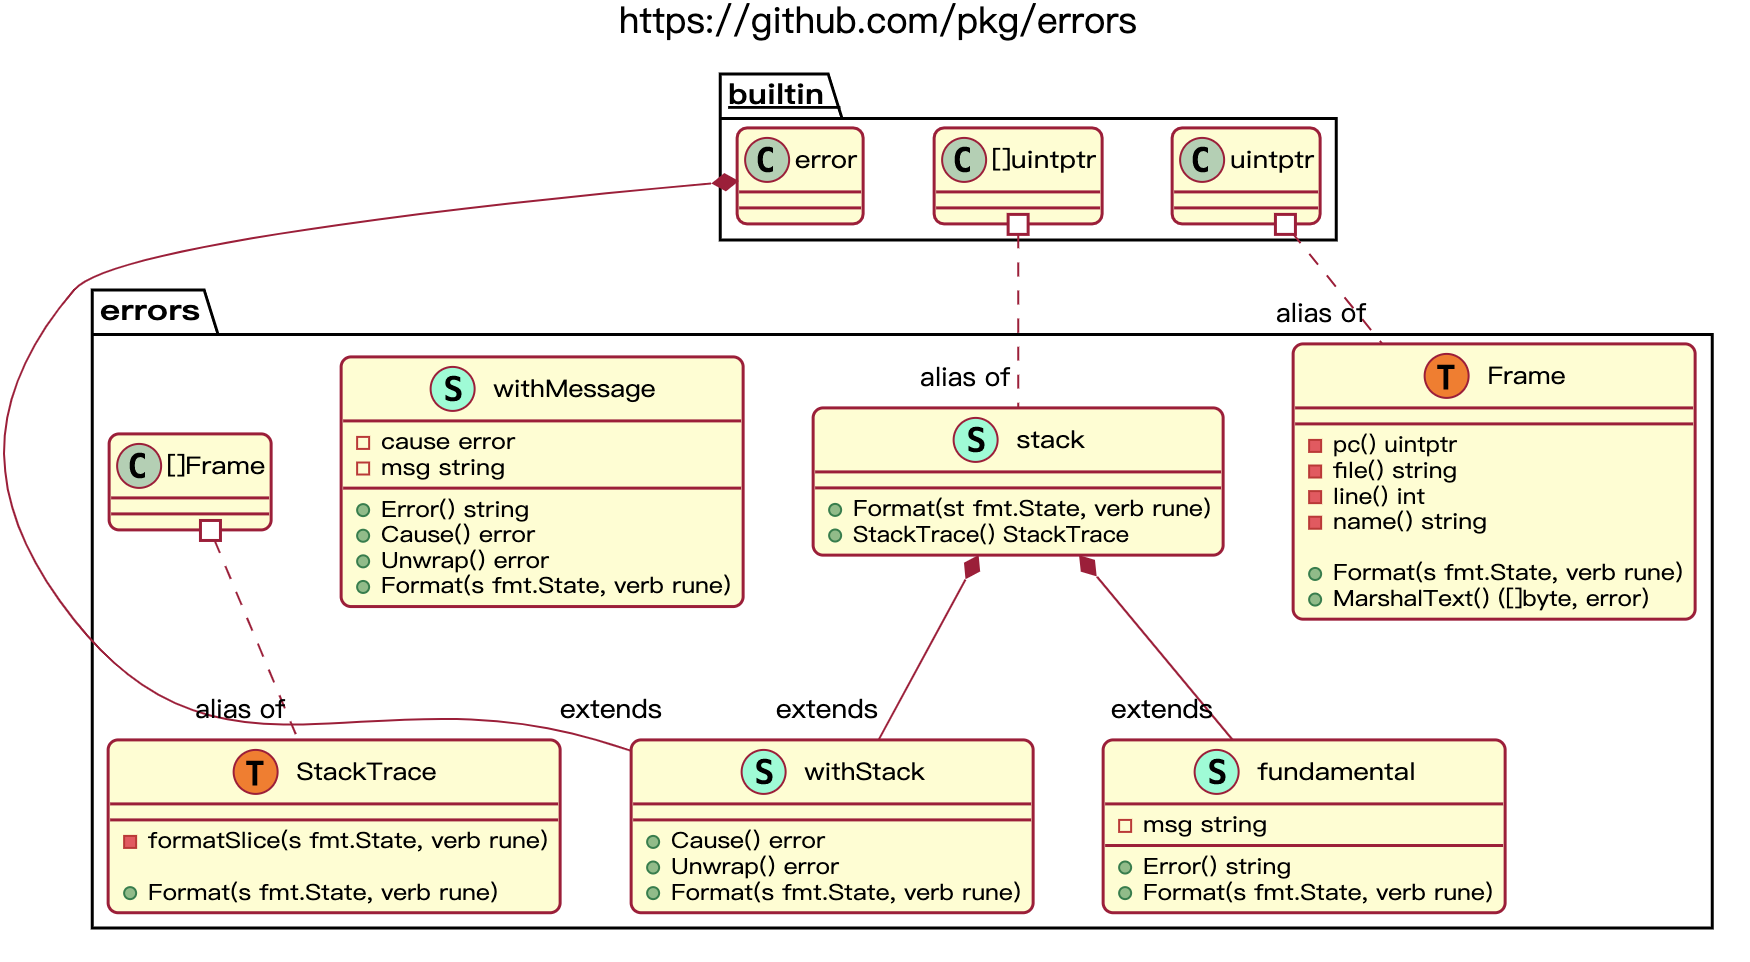 https://github.com/pkg/errors
builtin
C error
C []uintptr
C uintptr
alias of
errors
S withMessage
cause error
msg string
Error() string
Cause() error
Unwrap() error
Format(s fmt.State, verb rune)
C []Frame
alias of
S stack
Format(st fmt.State, verb rune)
StackTrace() StackTrace
T Frame
pc() uintptr
file() string
line() int
name() string
Format(s fmt.State, verb rune)
MarshalText() ([]byte, error)
alias of
extends
extends
extends
T StackTrace
formatSlice(s fmt.State, verb rune)
Format(s fmt.State, verb rune)
S withStack
Cause() error
Unwrap() error
Format(s fmt.State, verb rune)
S fundamental
msg string
Error() string
Format(s fmt.State, verb rune)